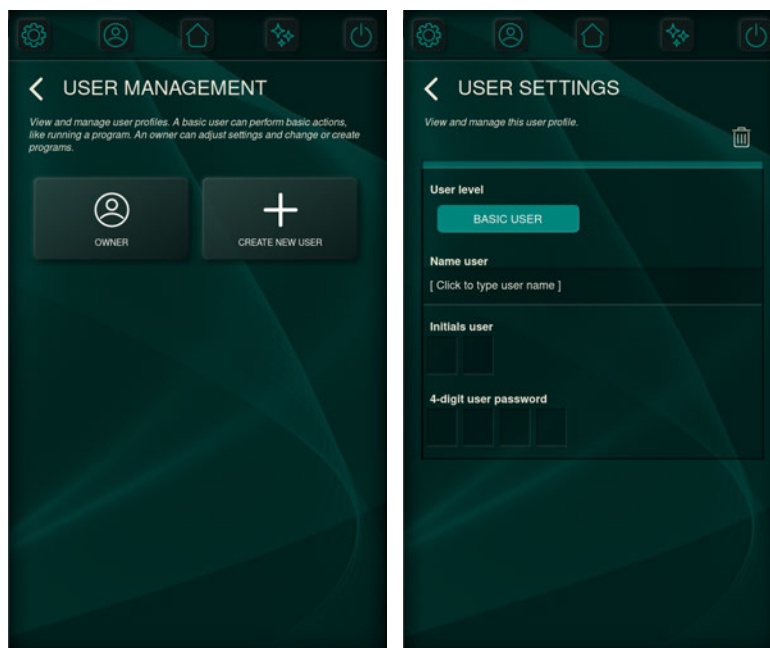 USER MANAGEMENT
View and manage user profiles. A basic user can perform basic actions,
like running a program. An owner can adjust settings and change or create
programs.
OWNER
CREATE NEW USER
USER SETTINGS
View and manage this user profile.
User level
BASIC USER
Name user
[ Click to type user name ]
Initials user
4-digit user password